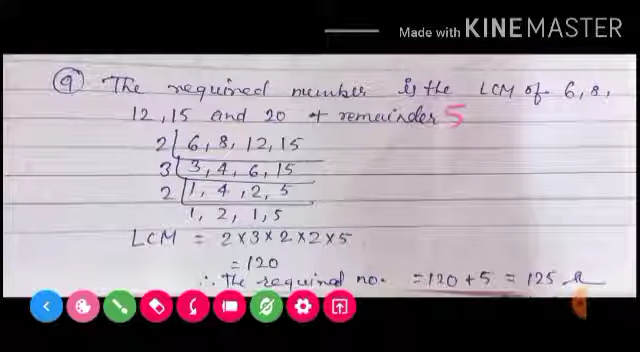 Made with KINEMASTER
9 The required number is the LCM of 6, 8,
12, 15 and 20 + remainder 5
2 6, 8, 12, 15
3 3, 4, 6, 15
2 1, 4, 2, 5
1, 2, 1, 5
LCM = 2×3×2×2×5
=120
∴ the required no. =120+5 = 125